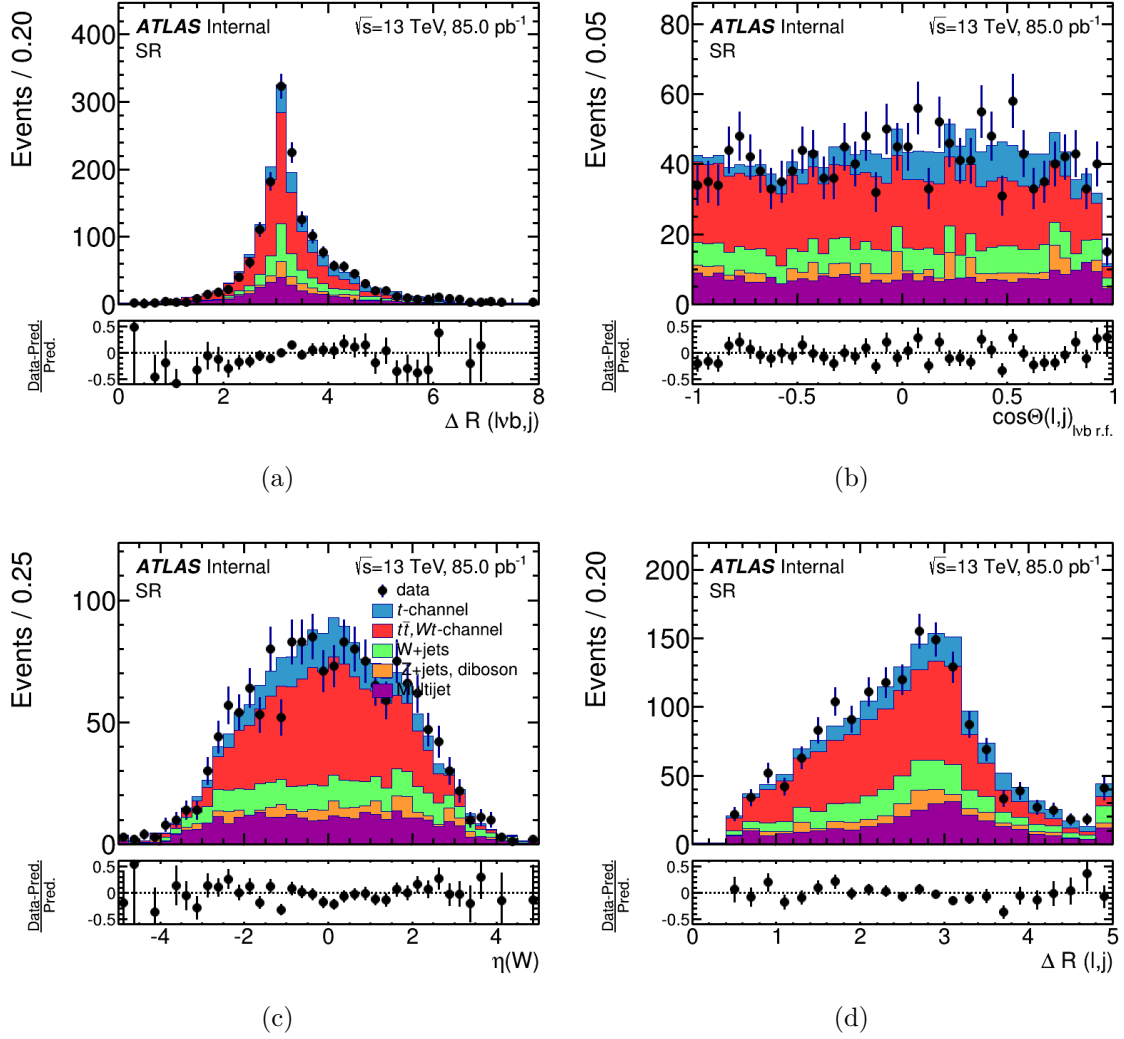 Events / 0.20
400
300
200
100
0
ATLAS Internal
√s=13 TeV, 85.0 pb⁻¹
SR
Data-Pred.
Pred.
0.5
0
-0.5
0 2 4 6 8
Δ R (lνb,j)
(a)
Events / 0.05
80
60
40
20
0
ATLAS Internal
√s=13 TeV, 85.0 pb⁻¹
SR
Data-Pred.
Pred.
0.5
0
-0.5
-1 -0.5 0 0.5 1
cosΘ(l,j) lνb r.f.
(b)
Events / 0.25
100
50
0
ATLAS Internal
√s=13 TeV, 85.0 pb⁻¹
SR
data
t-channel
tt̄,Wt-channel
W+jets
Z+jets, diboson
Multijet
Data-Pred.
Pred.
0.5
0
-0.5
-4 -2 0 2 4
η(W)
(c)
Events / 0.20
200
150
100
50
0
ATLAS Internal
√s=13 TeV, 85.0 pb⁻¹
SR
Data-Pred.
Pred.
0.5
0
-0.5
0 1 2 3 4 5
Δ R (l,j)
(d)